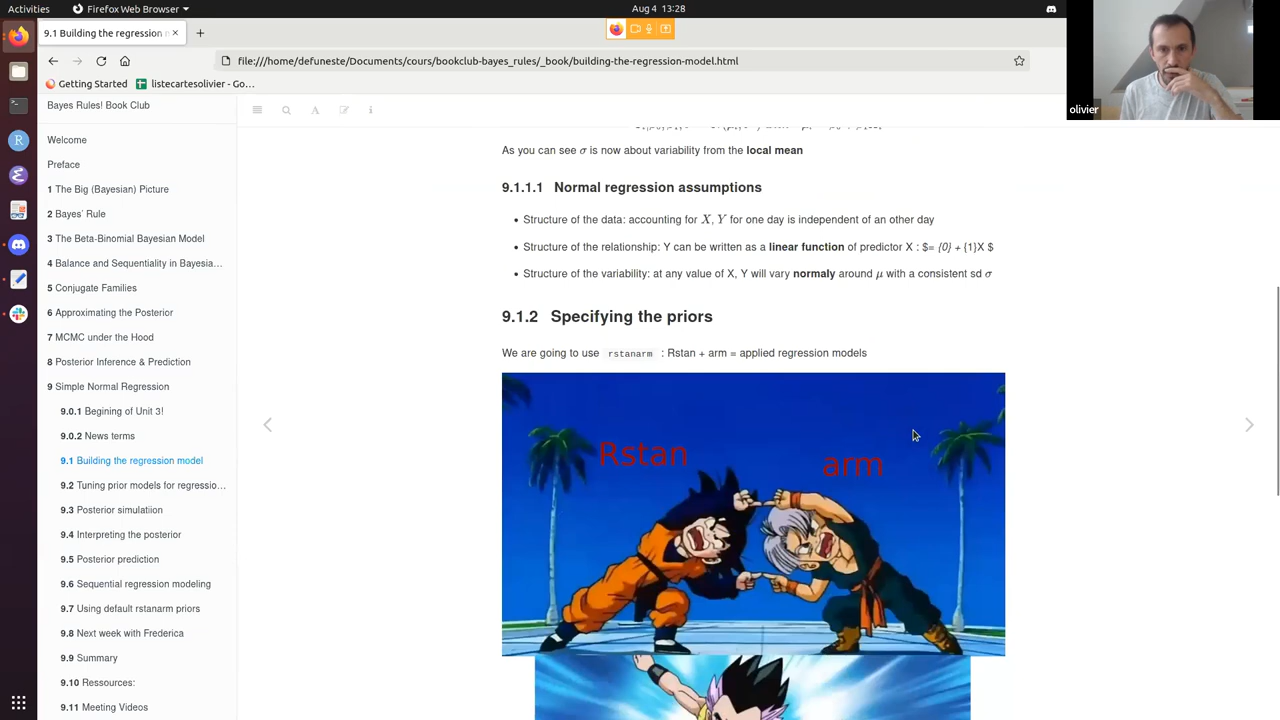 Activities
Firefox Web Browser
Aug 4 13:28
9.1 Building the regression m
file:///home/defuneste/Documents/cours/bookclub-bayes_rules/_book/building-the-regression-model.html
Getting Started
listecartesolivier - Go…
olivier
Bayes Rules! Book Club
Welcome
Preface
1 The Big (Bayesian) Picture
2 Bayes' Rule
3 The Beta-Binomial Bayesian Model
4 Balance and Sequentiality in Bayesia…
5 Conjugate Families
6 Approximating the Posterior
7 MCMC under the Hood
8 Posterior Inference & Prediction
9 Simple Normal Regression
9.0.1 Begining of Unit 3!
9.0.2 News terms
9.1 Building the regression model
9.2 Tuning prior models for regressio…
9.3 Posterior simulatiion
9.4 Interpreting the posterior
9.5 Posterior prediction
9.6 Sequential regression modeling
9.7 Using default rstanarm priors
9.8 Next week with Frederica
9.9 Summary
9.10 Ressources:
9.11 Meeting Videos
As you can see σ is now about variability from the local mean
9.1.1.1 Normal regression assumptions
• Structure of the data: accounting for X, Y for one day is independent of an other day
• Structure of the relationship: Y can be written as a linear function of predictor X : $= {0} + {1}X $
• Structure of the variability: at any value of X, Y will vary normaly around μ with a consistent sd σ
9.1.2 Specifying the priors
We are going to use rstanarm : Rstan + arm = applied regression models
Rstan
arm